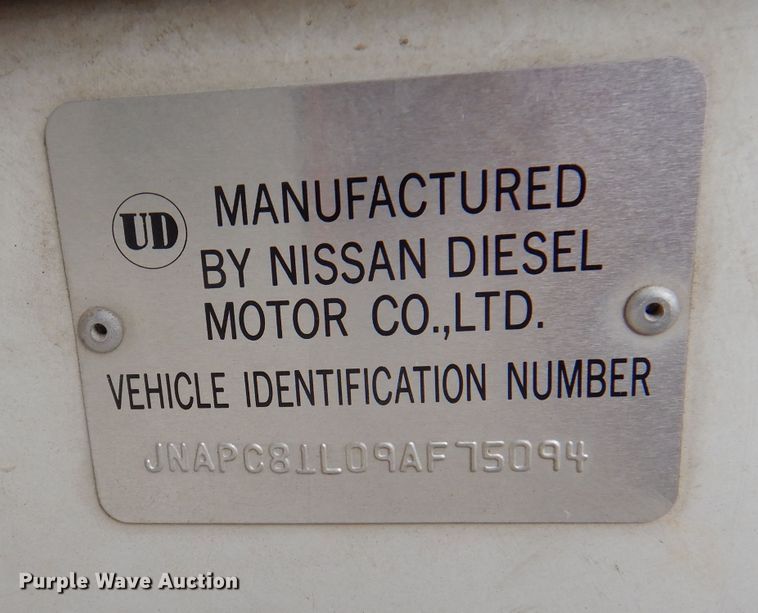 UD
MANUFACTURED
BY NISSAN DIESEL
MOTOR CO.,LTD.
VEHICLE IDENTIFICATION NUMBER
JNAPC81L09AF75094
Purple Wave Auction